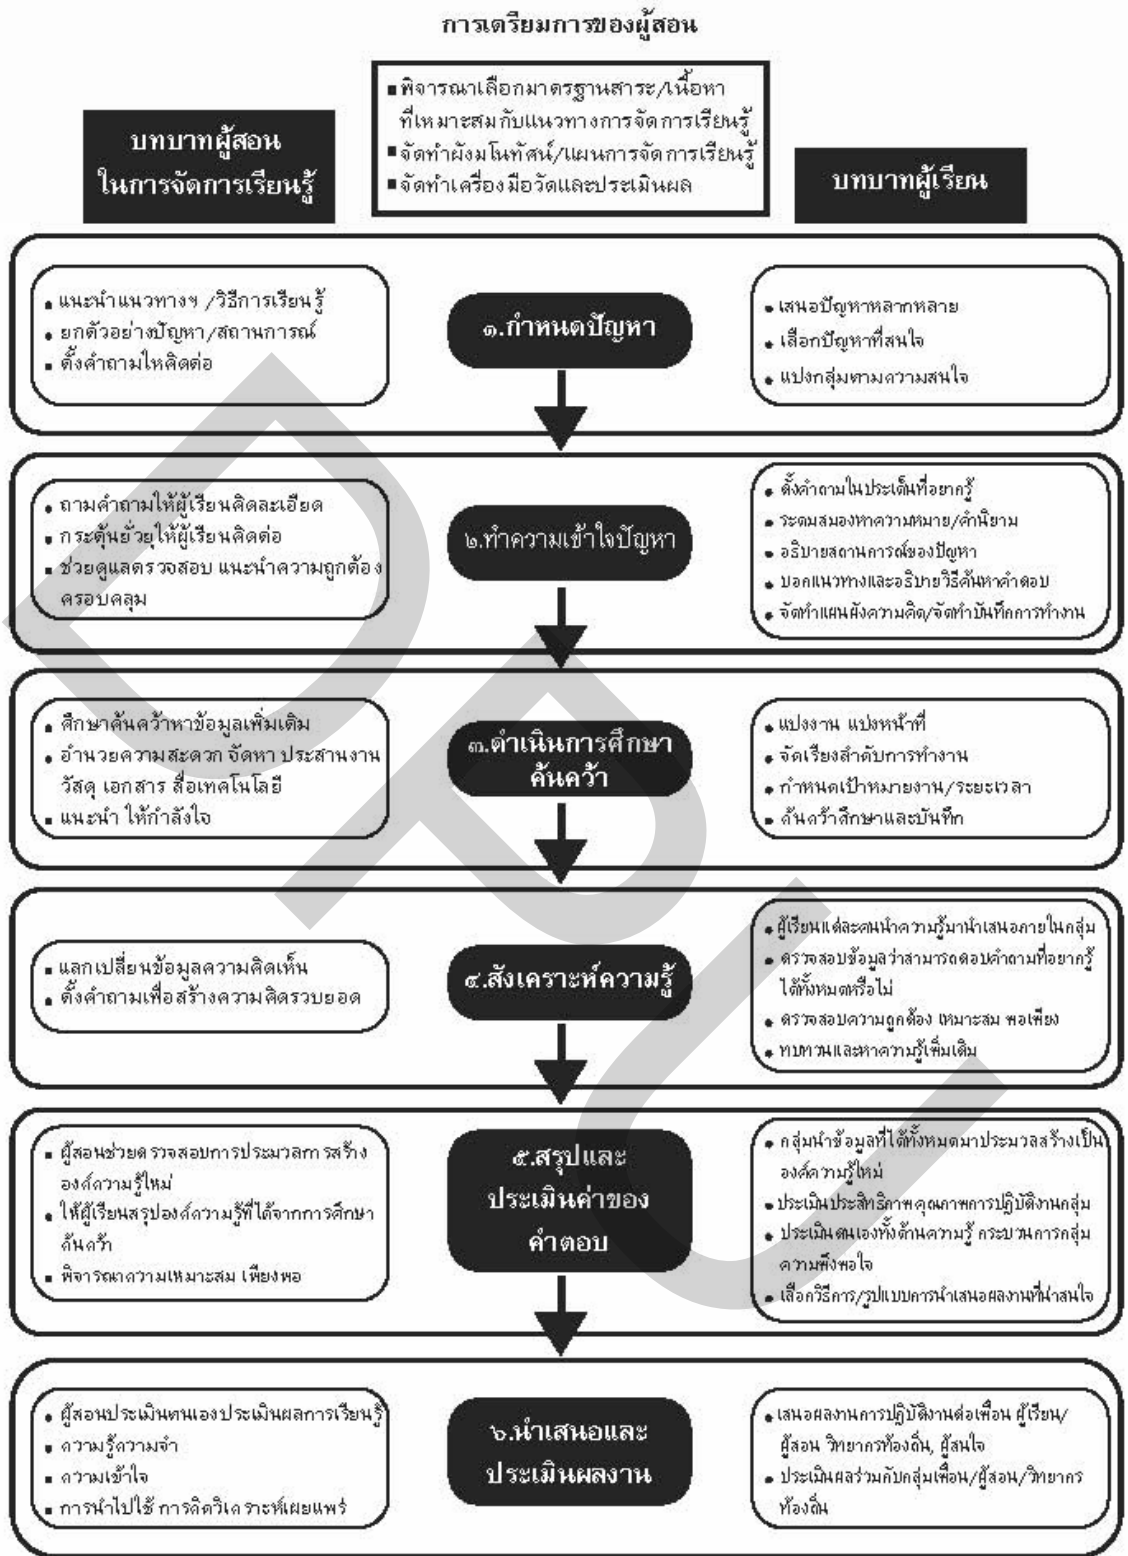 การเตรียมการของผู้สอน
▪ พิจารณาเลือกมาตรฐานสาระ/เนื้อหา
ที่เหมาะสมกับแนวทางการจัดการเรียนรู้
▪ จัดทำผังมโนทัศน์/แผนการจัดการเรียนรู้
▪ จัดทำเครื่องมือวัดและประเมินผล
บทบาทผู้สอน
ในการจัดการเรียนรู้
บทบาทผู้เรียน
▪ แนะนำแนวทางฯ /วิธีการเรียนรู้
▪ ยกตัวอย่างปัญหา/สถานการณ์
▪ ตั้งคำถามให้คิดต่อ
๑.กำหนดปัญหา
• เสนอปัญหาหลากหลาย
• เลือกปัญหาที่สนใจ
• แบ่งกลุ่มตามความสนใจ
▪ ถามคำถามให้ผู้เรียนคิดละเอียด
▪ กระตุ้นยั่วยุให้ผู้เรียนคิดต่อ
▪ ช่วยดูแลตรวจสอบ แนะนำความถูกต้อง
ครอบคลุม
๒.ทำความเข้าใจปัญหา
• ตั้งคำถามในประเด็นที่อยากรู้
• ระดมสมองหาความหมาย/คำนิยาม
• อธิบายสถานการณ์ของปัญหา
• บอกแนวทางและอธิบายวิธีค้นหาคำตอบ
• จัดทำแผนผังความคิด/จัดทำบันทึกการทำงาน
▪ ศึกษาค้นคว้าหาข้อมูลเพิ่มเติม
▪ อำนวยความสะดวก จัดหา ประสานงาน
วัสดุ เอกสาร สื่อเทคโนโลยี
▪ แนะนำ ให้กำลังใจ
๓.ดำเนินการศึกษา
ค้นคว้า
• แบ่งงาน แบ่งหน้าที่
• จัดเรียงลำดับการทำงาน
• กำหนดเป้าหมายงาน/ระยะเวลา
• ค้นคว้าศึกษาและบันทึก
▪ แลกเปลี่ยนข้อมูลความคิดเห็น
▪ ตั้งคำถามเพื่อสร้างความคิดรวบยอด
๔.สังเคราะห์ความรู้
• ผู้เรียนแต่ละคนนำความรู้มานำเสนอภายในกลุ่ม
• ตรวจสอบข้อมูลว่าสามารถตอบคำถามที่อยากรู้
ได้ทั้งหมดหรือไม่
• ตรวจสอบความถูกต้อง เหมาะสม พอเพียง
• ทบทวนและหาความรู้เพิ่มเติม
▪ ผู้สอนช่วยตรวจสอบการประมวลการสร้าง
องค์ความรู้ใหม่
▪ ให้ผู้เรียนสรุปองค์ความรู้ที่ได้จากการศึกษา
ค้นคว้า
▪ พิจารณาความเหมาะสม เพียงพอ
๕.สรุปและ
ประเมินค่าของ
คำตอบ
• กลุ่มนำข้อมูลที่ได้ทั้งหมดมาประมวลสร้างเป็น
องค์ความรู้ใหม่
• ประเมินประสิทธิภาพคุณภาพการปฏิบัติงานกลุ่ม
• ประเมินตนเองทั้งด้านความรู้ กระบวนการกลุ่ม
ความพึงพอใจ
• เลือกวิธีการ/รูปแบบการนำเสนอผลงานที่น่าสนใจ
▪ ผู้สอนประเมินตนเองประเมินผลการเรียนรู้
▪ ความรู้ความจำ
▪ ความเข้าใจ
▪ การนำไปใช้ การคิดวิเคราะห์เผยแพร่
๖.นำเสนอและ
ประเมินผลงาน
• เสนอผลงานการปฏิบัติงานต่อเพื่อน ผู้เรียน/
ผู้สอน วิทยากรท้องถิ่น, ผู้สนใจ
• ประเมินผลร่วมกับกลุ่มเพื่อน/ผู้สอน/วิทยากร
ท้องถิ่น
DPU